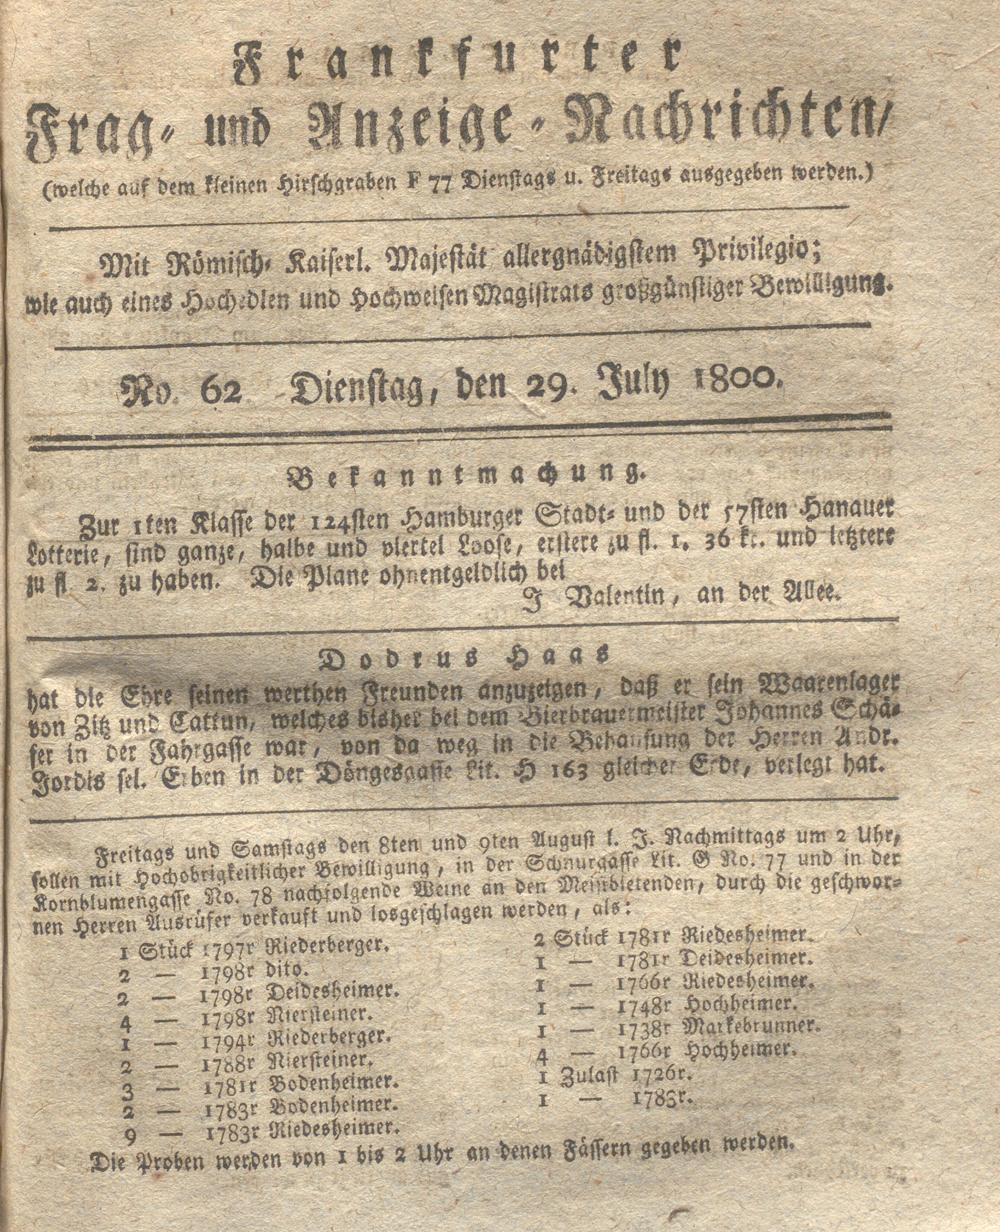 Frankfurter
Frag- und Anzeige-Nachrichten/
(welche auf dem kleinen Hirschgraben F 77 Dienstags u. Freitags ausgegeben werden.)
Mit Römisch- Kaiserl. Majestät allergnädigstem Privilegio;
wie auch eines Hochedlen und Hochweisen Magistrats großgünstiger Bewilligung.
No. 62 Dienstag, den 29. July 1800.
Bekanntmachung.
Zur 1ten Klasse der 124sten Hamburger Stadt- und der 57sten Hanauer
Lotterie, sind ganze, halbe und viertel Loose, erstere zu fl. 1. 36 kr. und letztere
zu fl. 2. zu haben. Die Plane ohnentgeldlich bei
J Valentin, an der Allee.
Dodrus Haas
hat die Ehre seinen werthen Freunden anzuzeigen, daß er sein Waarenlager
von Zitz und Cattun, welches bisher bei dem Bierbrauermeister Johannes Schä-
fer in der Fahrgasse war, von da weg in die Behausung der Herren Andr.
Jordis sel. Erben in der Döngesgasse Lit. H 163 gleicher Erde, verlegt hat.
Freitags und Samstags den 8ten und 9ten August l. J. Nachmittags um 2 Uhr,
sollen mit Hochobrigkeitlicher Bewilligung, in der Schnurgasse Lit. G No. 77 und in der
Kornblumengasse No. 78 nachfolgende Weine an den Meistbietenden, durch die geschwor-
nen Herren Ausrüfer verkauft und losgeschlagen werden, als:
1 Stück 1797r Riederberger.
2 — 1798r dito.
2 — 1798r Deidesheimer.
4 — 1798r Niersteiner.
1 — 1794r Riederberger.
2 — 1788r Niersteiner.
3 — 1781r Bodenheimer.
2 — 1783r Bodenheimer.
9 — 1783r Riedesheimer.
2 Stück 1781r Riedesheimer.
1 — 1781r Deidesheimer.
1 — 1766r Riedesheimer.
1 — 1748r Hochheimer.
1 — 1738r Markebrunner.
4 — 1766r Hochheimer.
1 Zulast 1726r.
1 — 1783r.
Die Proben werden von 1 bis 2 Uhr an denen Fässern gegeben werden.